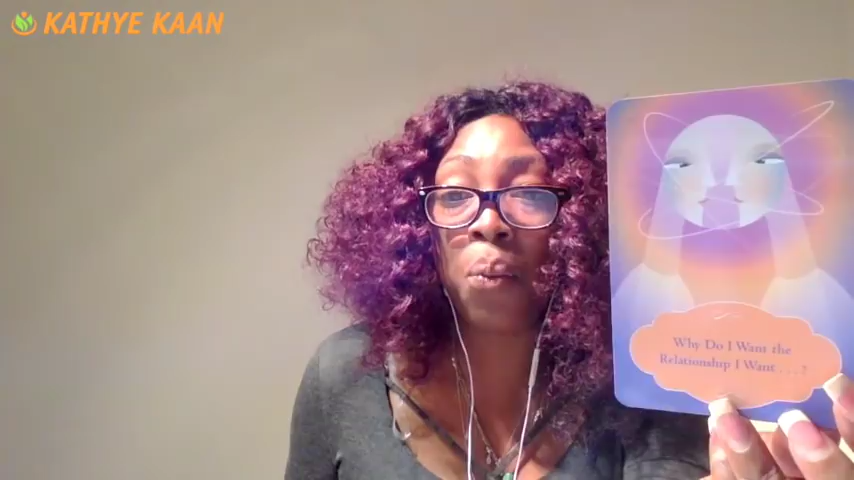 KATHYE KAAN
Why Do I Want the
Relationship I Want . . . ?